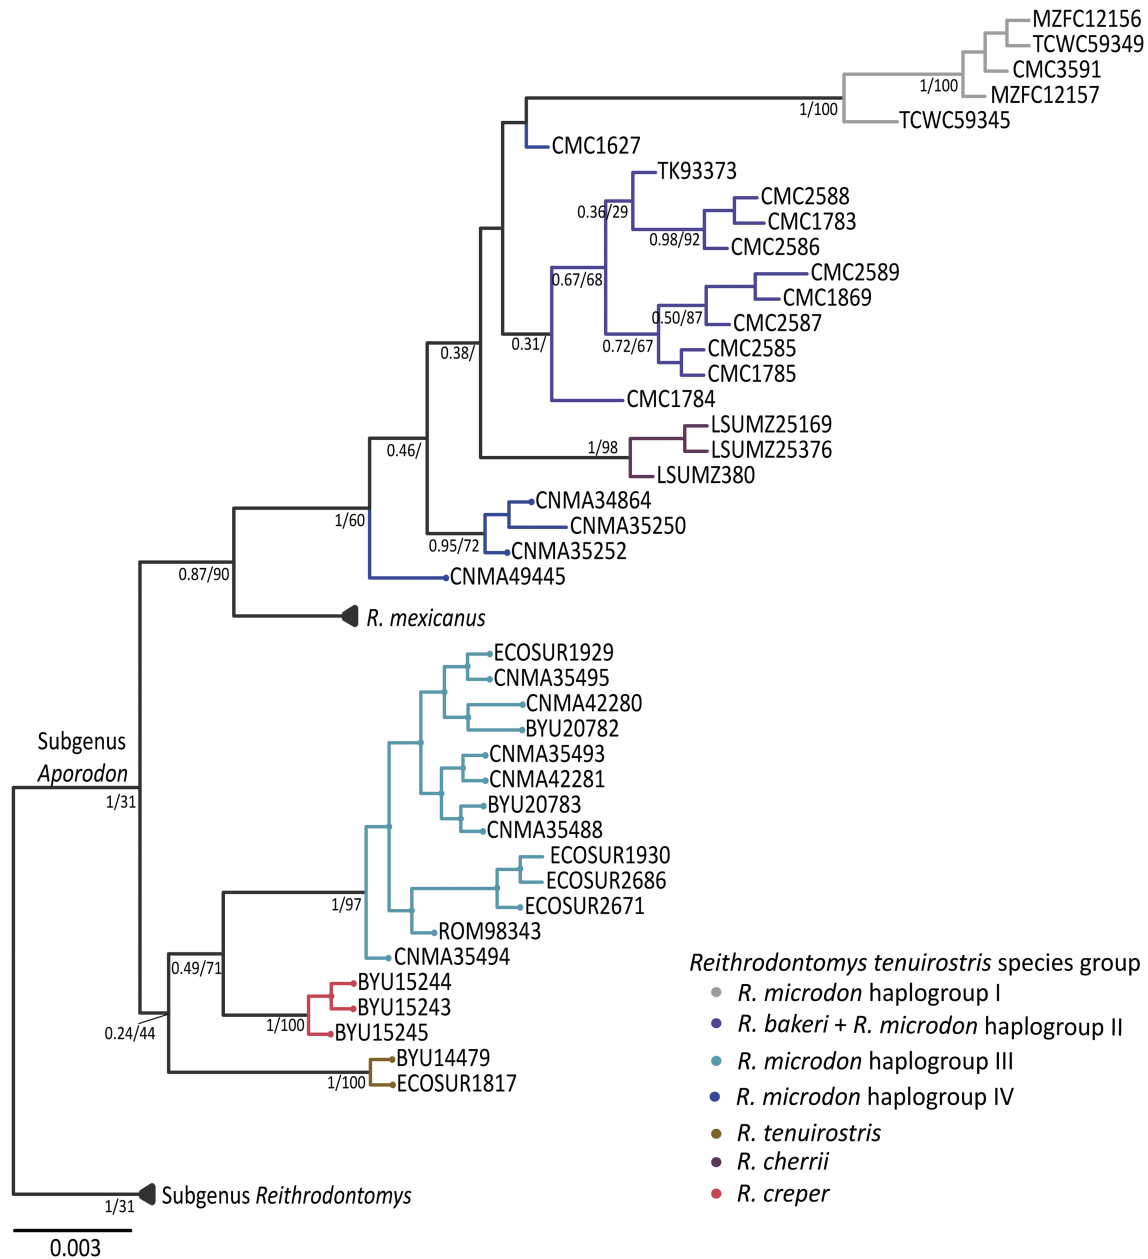 MZFC12156
TCWC59349
CMC3591
1/100
MZFC12157
1/100
TCWC59345
CMC1627
TK93373
CMC2588
0.36/29
CMC1783
0.98/92
CMC2586
CMC2589
0.67/68
CMC1869
0.50/87
CMC2587
0.31/
0.72/67
CMC2585
0.38/
CMC1785
CMC1784
LSUMZ25169
1/98
LSUMZ25376
0.46/
LSUMZ380
CNMA34864
1/60
CNMA35250
0.95/72
CNMA35252
0.87/90
CNMA49445
R. mexicanus
ECOSUR1929
CNMA35495
CNMA42280
BYU20782
Subgenus
Aporodon
CNMA35493
CNMA42281
1/31
BYU20783
CNMA35488
ECOSUR1930
ECOSUR2686
1/97
ECOSUR2671
ROM98343
CNMA35494
0.49/71
BYU15244
BYU15243
1/100
0.24/44
BYU15245
BYU14479
1/100
ECOSUR1817
Reithrodontomys tenuirostris species group
R. microdon haplogroup I
R. bakeri + R. microdon haplogroup II
R. microdon haplogroup III
R. microdon haplogroup IV
R. tenuirostris
R. cherrii
R. creper
Subgenus Reithrodontomys
1/31
0.003